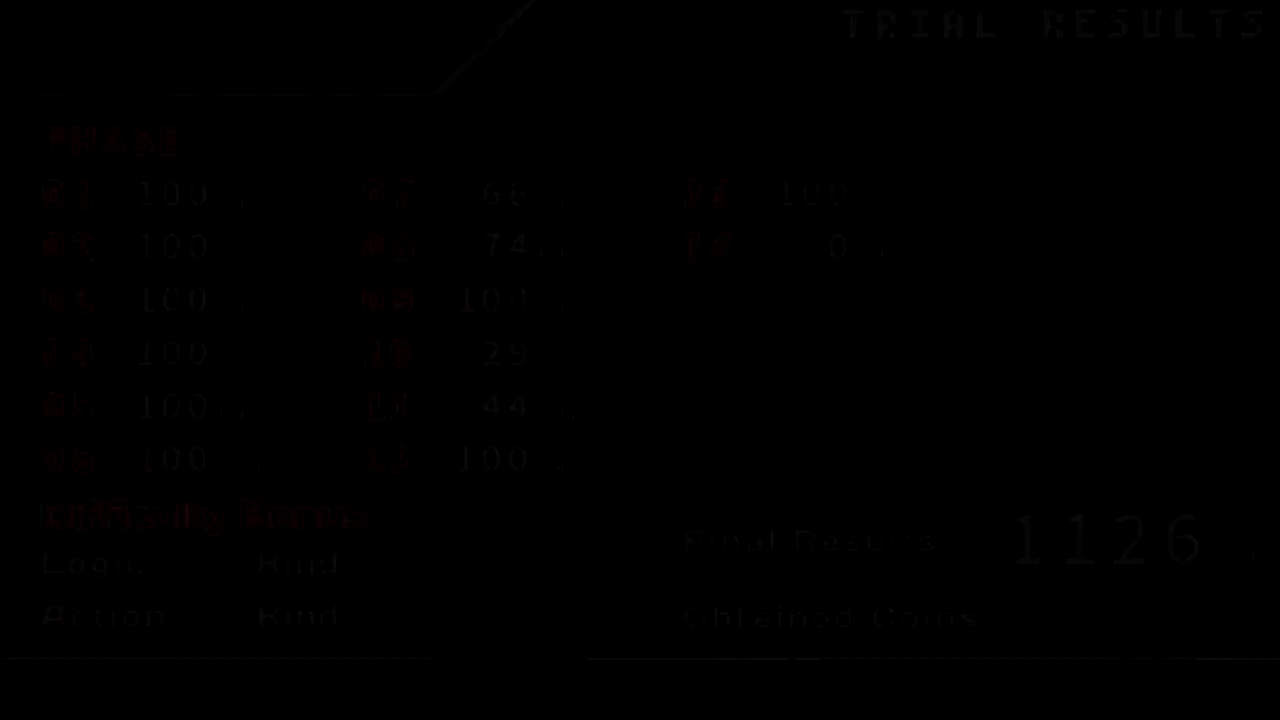 TRIAL RESULTS
PHASE
01 100 07 66 13 100
02 100 08 74 14 0
03 100 09 100
04 100 10 29
05 100 11 44
06 100 12 100
Difficulty Bonus
Logic Kind
Final Results 1126
Action Kind
Obtained Coins